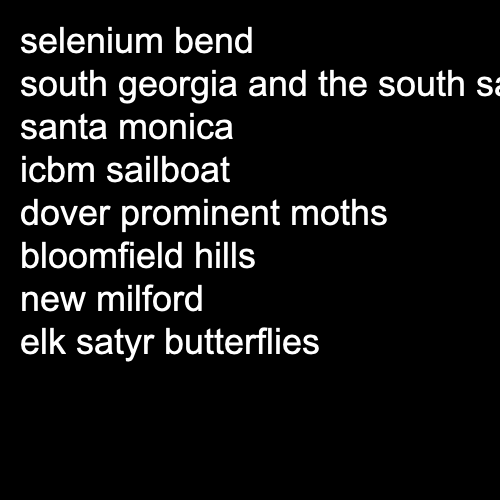 selenium bend
south georgia and the south
santa monica
icbm sailboat
dover prominent moths
bloomfield hills
new milford
elk satyr butterflies